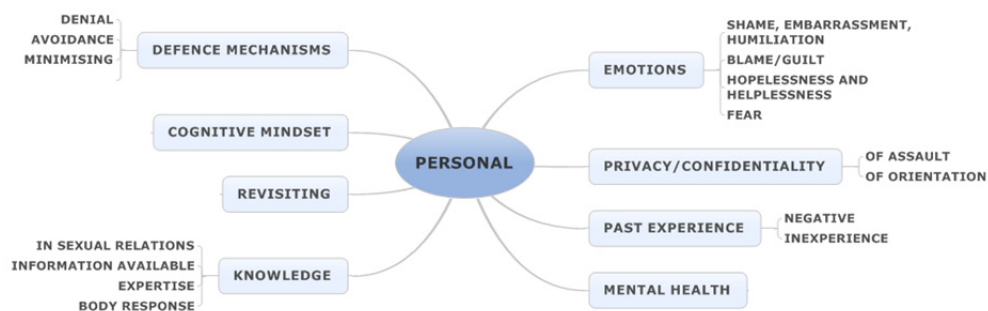 DENIAL
AVOIDANCE
MINIMISING
DEFENCE MECHANISMS
COGNITIVE MINDSET
REVISITING
IN SEXUAL RELATIONS
INFORMATION AVAILABLE
EXPERTISE
BODY RESPONSE
KNOWLEDGE
PERSONAL
EMOTIONS
SHAME, EMBARRASSMENT,
HUMILIATION
BLAME/GUILT
HOPELESSNESS AND
HELPLESSNESS
FEAR
PRIVACY/CONFIDENTIALITY
OF ASSAULT
OF ORIENTATION
PAST EXPERIENCE
NEGATIVE
INEXPERIENCE
MENTAL HEALTH